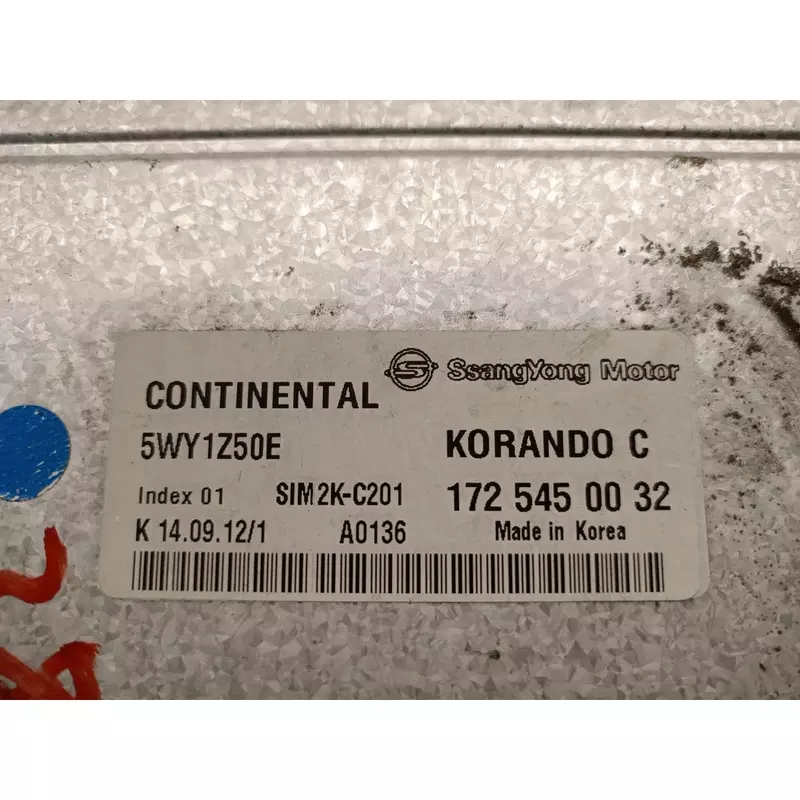 SsangYong Motor
CONTINENTAL
5WY1Z50E KORANDO C
Index 01 SIM2K-C201 172 545 00 32
K 14.09.12/1 A0136 Made in Korea